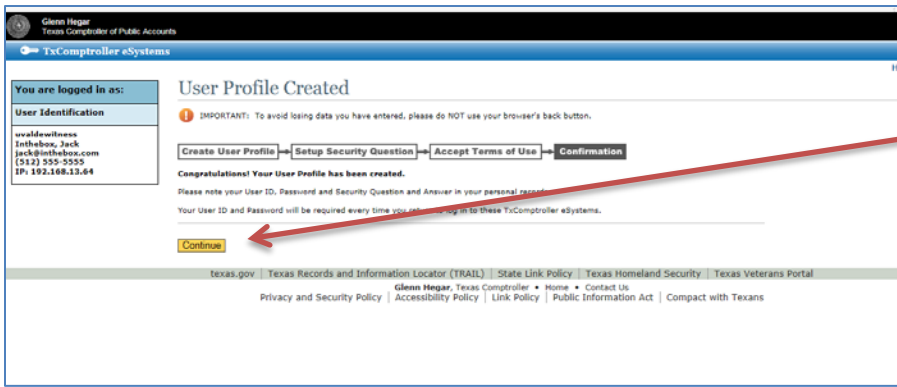 Glenn Hegar
Texas Comptroller of Public Accounts
TxComptroller eSystems
H
You are logged in as:
User Identification
uvaldewitness
Inthebox, Jack
jack@inthebox.com
(512) 555-5555
IP: 192.168.13.64
User Profile Created
IMPORTANT: To avoid losing data you have entered, please do NOT use your browser's back button.
Create User Profile Setup Security Question Accept Terms of Use Confirmation
Congratulations! Your User Profile has been created.
Please note your User ID, Password and Security Question and Answer in your personal
Your User ID and Password will be required every time you log in to these TxComptroller eSystems.
Continue
texas.gov | Texas Records and Information Locator (TRAIL) | State Link Policy | Texas Homeland Security | Texas Veterans Portal
Glenn Hegar, Texas Comptroller • Home • Contact Us
Privacy and Security Policy | Accessibility Policy | Link Policy | Public Information Act | Compact with Texans